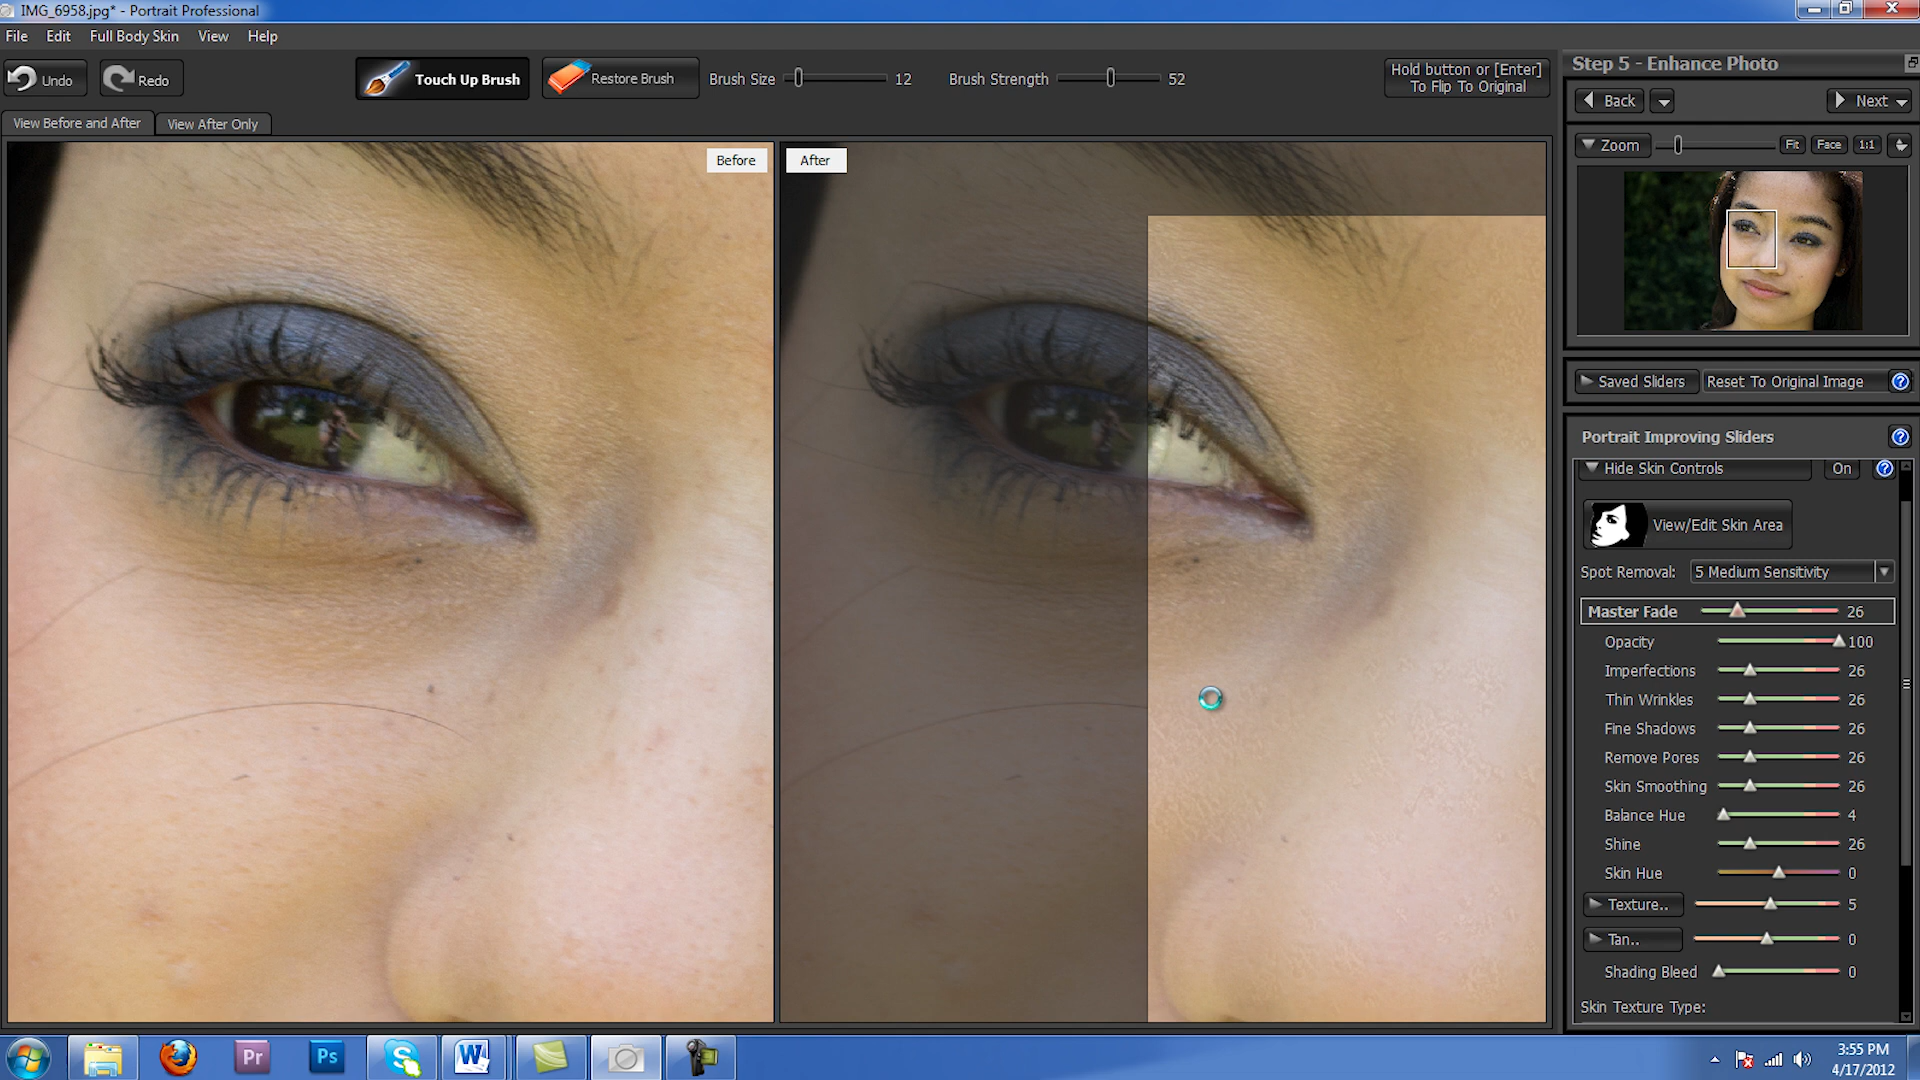 IMG_6958.jpg* - Portrait Professional
File Edit Full Body Skin View Help
Undo Redo Touch Up Brush Restore Brush Brush Size 12 Brush Strength 52
Hold button or [Enter]
To Flip To Original
View Before and After View After Only
Before After
Step 5 - Enhance Photo
Back Next
Zoom Fit Face 1:1
Saved Sliders Reset To Original Image ?
Portrait Improving Sliders ?
Hide Skin Controls On ?
View/Edit Skin Area
Spot Removal: 5 Medium Sensitivity
Master Fade 26
Opacity 100
Imperfections 26
Thin Wrinkles 26
Fine Shadows 26
Remove Pores 26
Skin Smoothing 26
Balance Hue 4
Shine 26
Skin Hue 0
Texture.. 5
Tan.. 0
Shading Bleed 0
Skin Texture Type:
Pr Ps S W
3:55 PM
4/17/2012